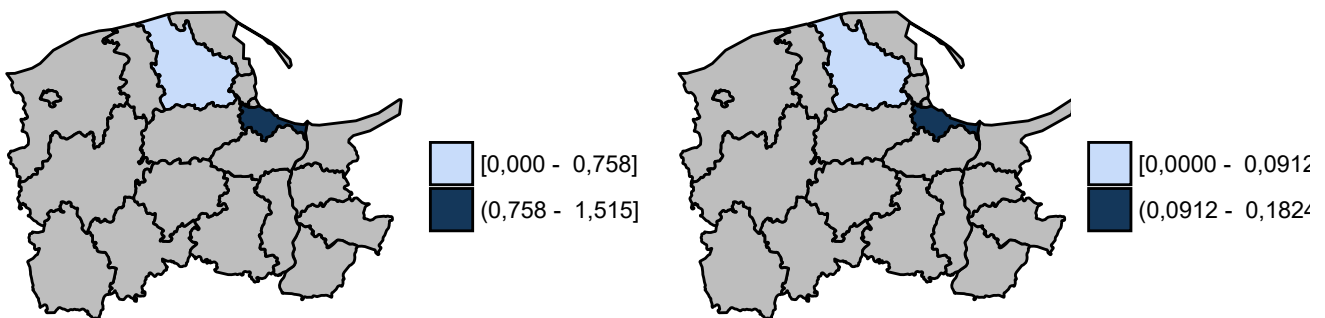 [0,000 - 0,758]
(0,758 - 1,515]
[0,0000 - 0,0912
(0,0912 - 0,1824